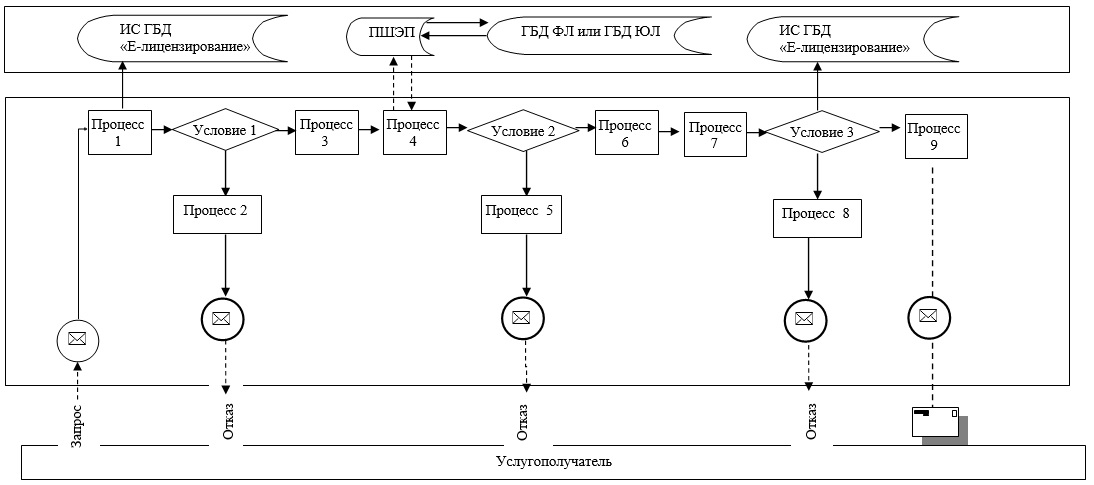 ИС ГБД
«Е-лицензирование»
ПШЭП
ГБД ФЛ или ГБД ЮЛ
ИС ГБД
«Е-лицензирование»
Процесс
1
Условие 1
Процесс
3
Процесс
4
Условие 2
Процесс
6
Процесс
7
Условие 3
Процесс
9
Процесс 2
Процесс 5
Процесс 8
Запрос
Отказ
Отказ
Отказ
Услугополучатель